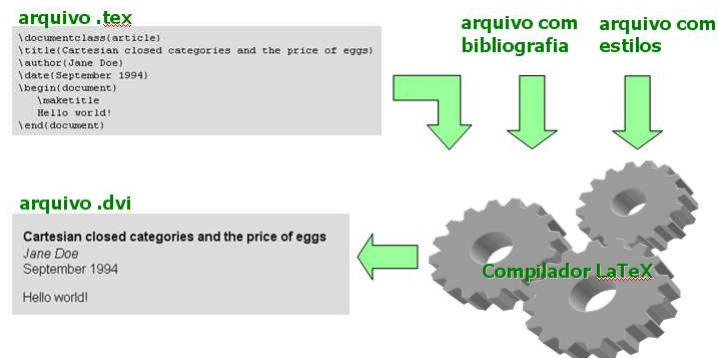 arquivo .tex
\documentclass(article)
\title(Cartesian closed categories and the price of eggs)
\author(Jane Doe)
\date(September 1994)
\begin(document)
\maketitle
Hello world!
\end(document)
arquivo com
bibliografia
arquivo com
estilos
arquivo .dvi
Cartesian closed categories and the price of eggs
Jane Doe
September 1994
Hello world!
Compilador LaTeX